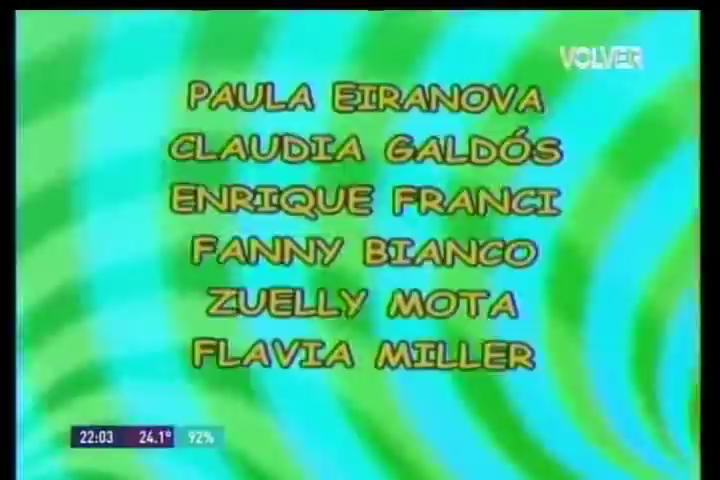 VOLVER
PAULA EIRANOVA
CLAUDIA GALDÓS
ENRIQUE FRANCI
FANNY BIANCO
ZUELLY MOTA
FLAVIA MILLER
22:03 24.1° 92%